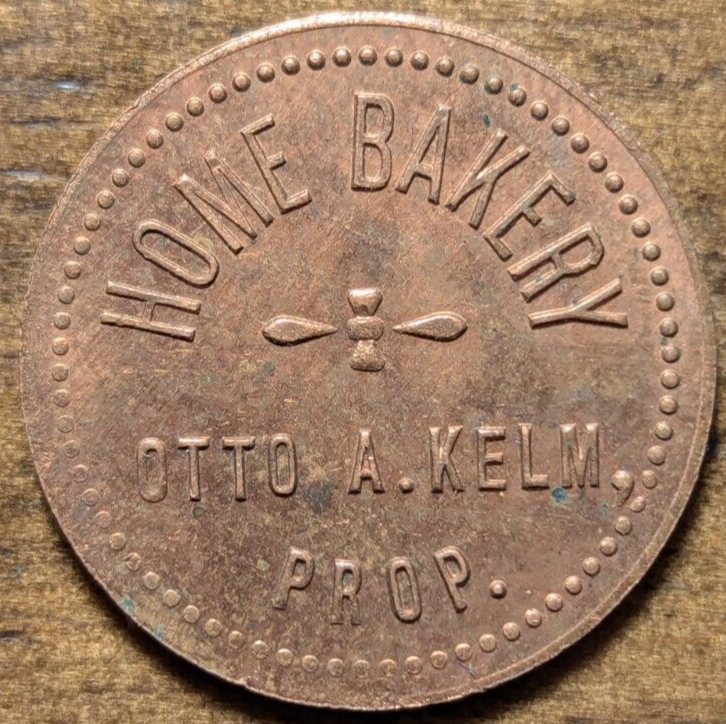 HOME BAKERY
OTTO A. KELM,
PROP.